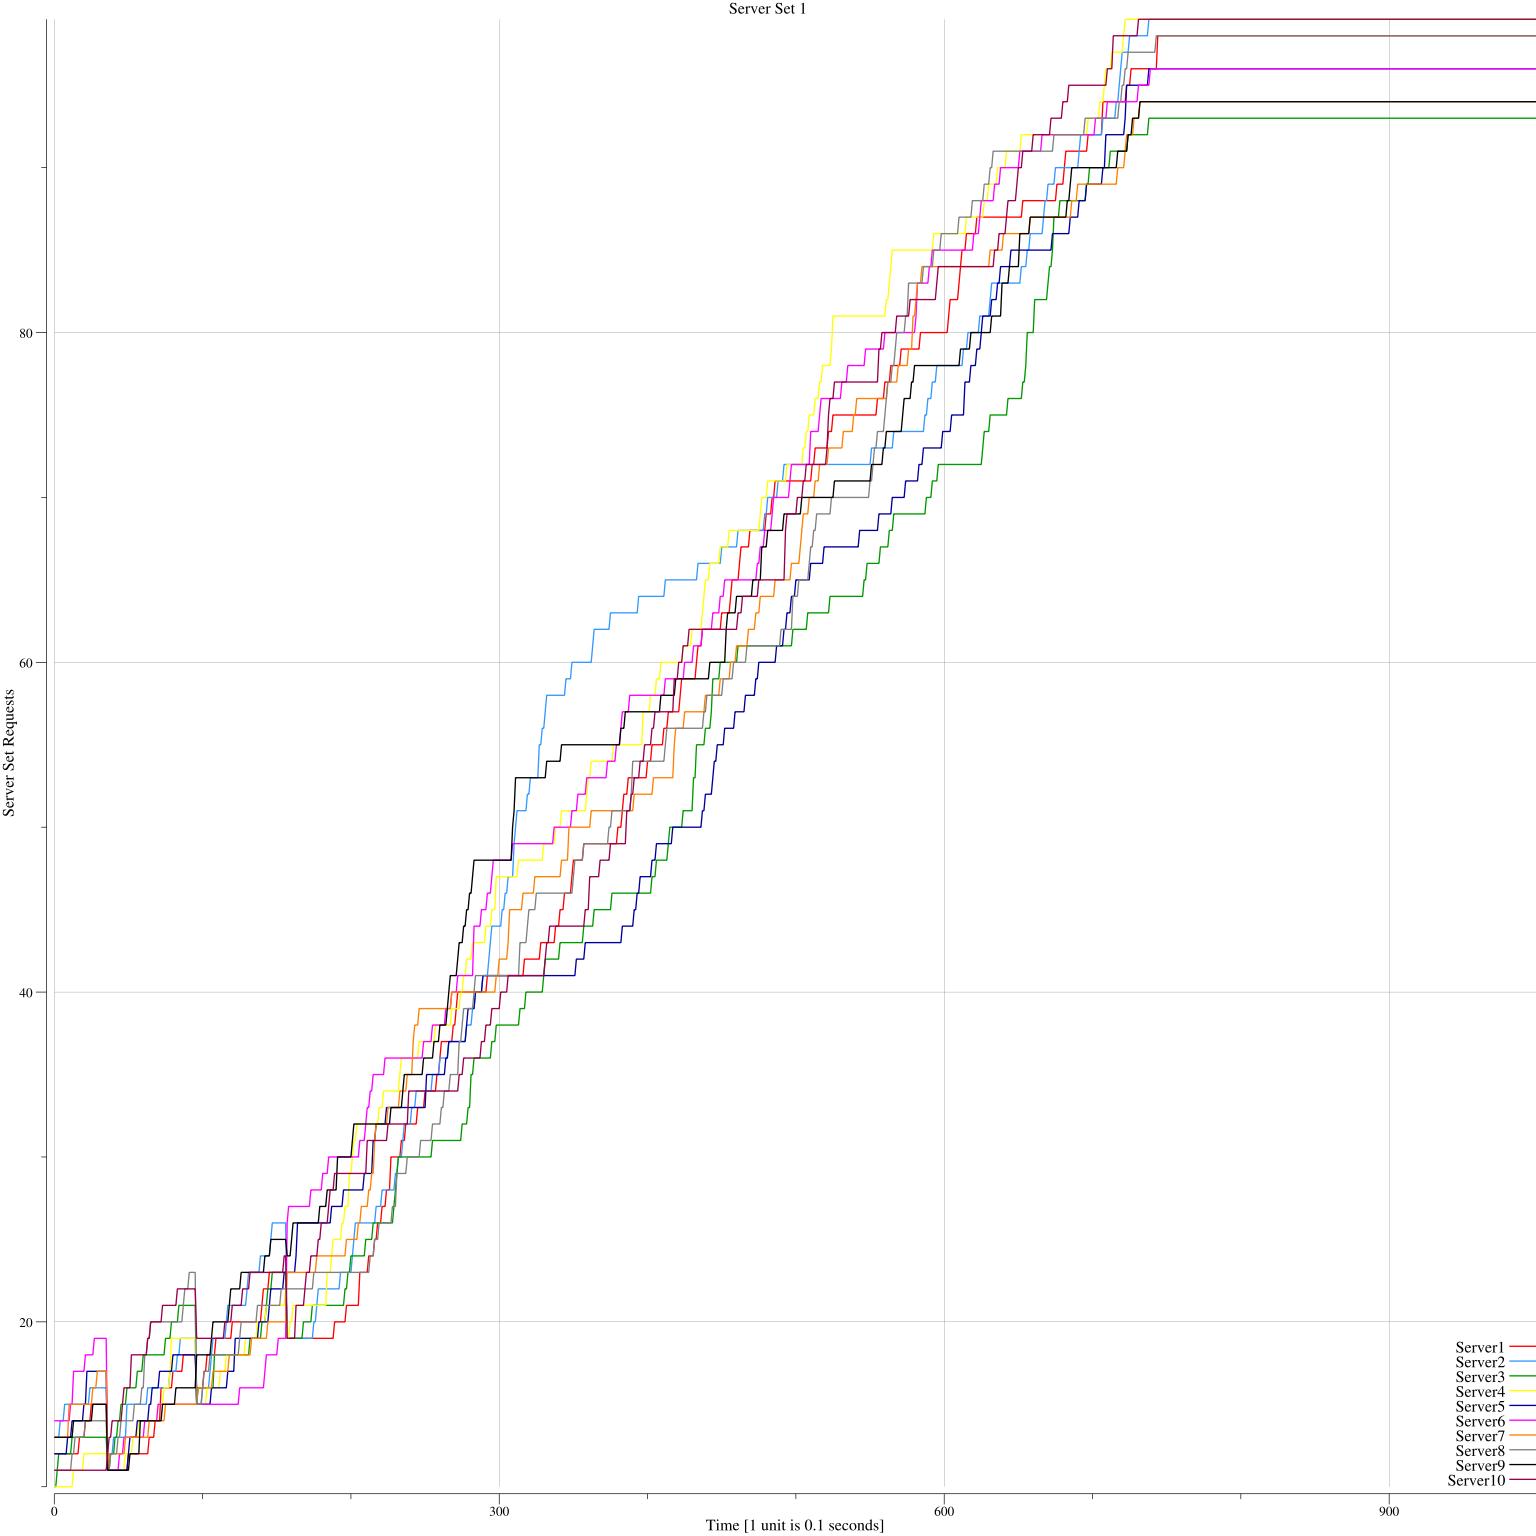 Server Set 1
80
60
40
20
Server Set Requests
Server1
Server2
Server3
Server4
Server5
Server6
Server7
Server8
Server9
Server10
0 300 600 900
Time [1 unit is 0.1 seconds]